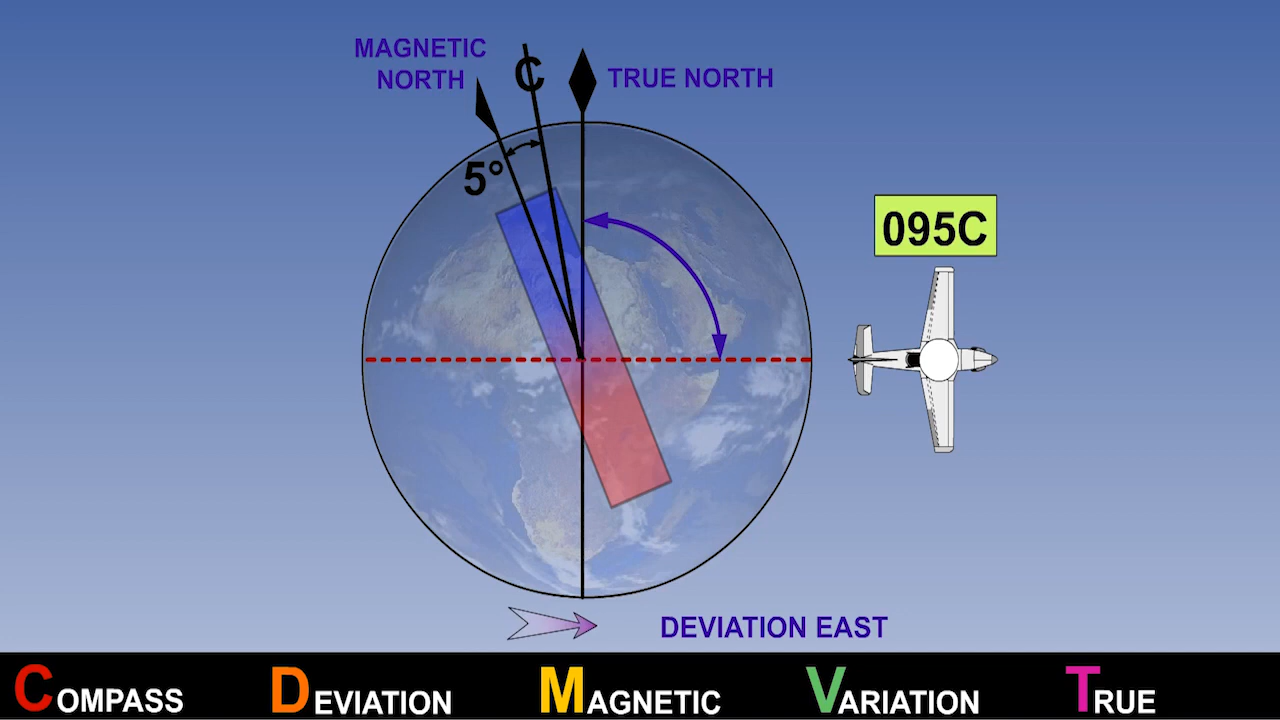 MAGNETIC
NORTH
C
TRUE NORTH
5°
095C
DEVIATION EAST
COMPASS DEVIATION MAGNETIC VARIATION TRUE